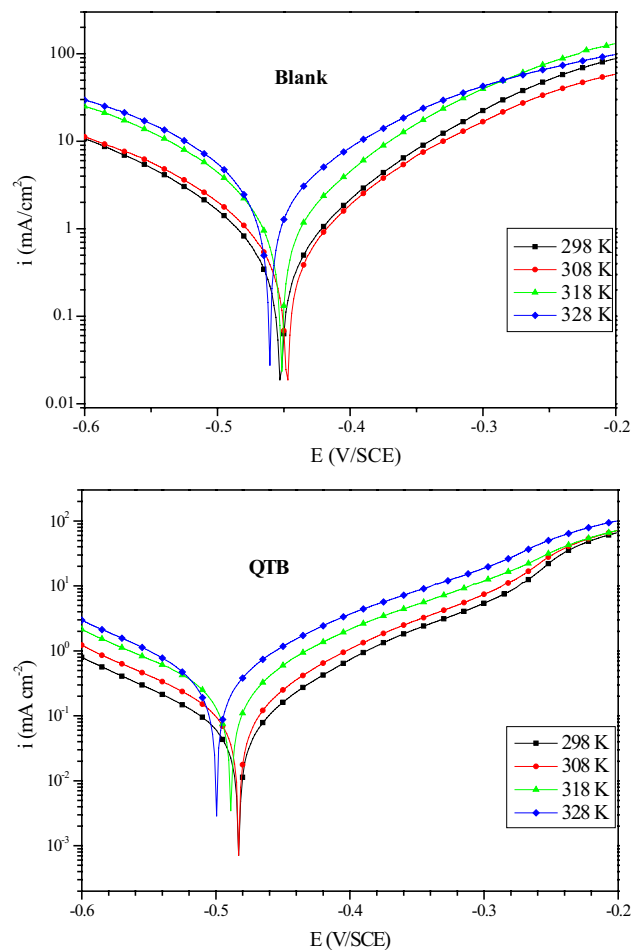 100
10
1
0.1
0.01
i (mA/cm²)
Blank
298 K
308 K
318 K
328 K
-0.6
-0.5
-0.4
-0.3
-0.2
E (V/SCE)
10²
10¹
10⁰
10⁻¹
10⁻²
10⁻³
i (mA cm⁻²)
QTB
298 K
308 K
318 K
328 K
-0.6
-0.5
-0.4
-0.3
-0.2
E (V/SCE)